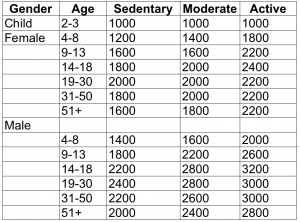 Gender Age Sedentary Moderate Active
Child 2-3 1000 1000 1000
Female 4-8 1200 1400 1800
9-13 1600 1600 2200
14-18 1800 2000 2400
19-30 2000 2000 2200
31-50 1800 2000 2200
51+ 1600 1800 2200
Male
4-8 1400 1600 2000
9-13 1800 2200 2600
14-18 2200 2800 3200
19-30 2400 2800 3000
31-50 2200 2600 3000
51+ 2000 2400 2800